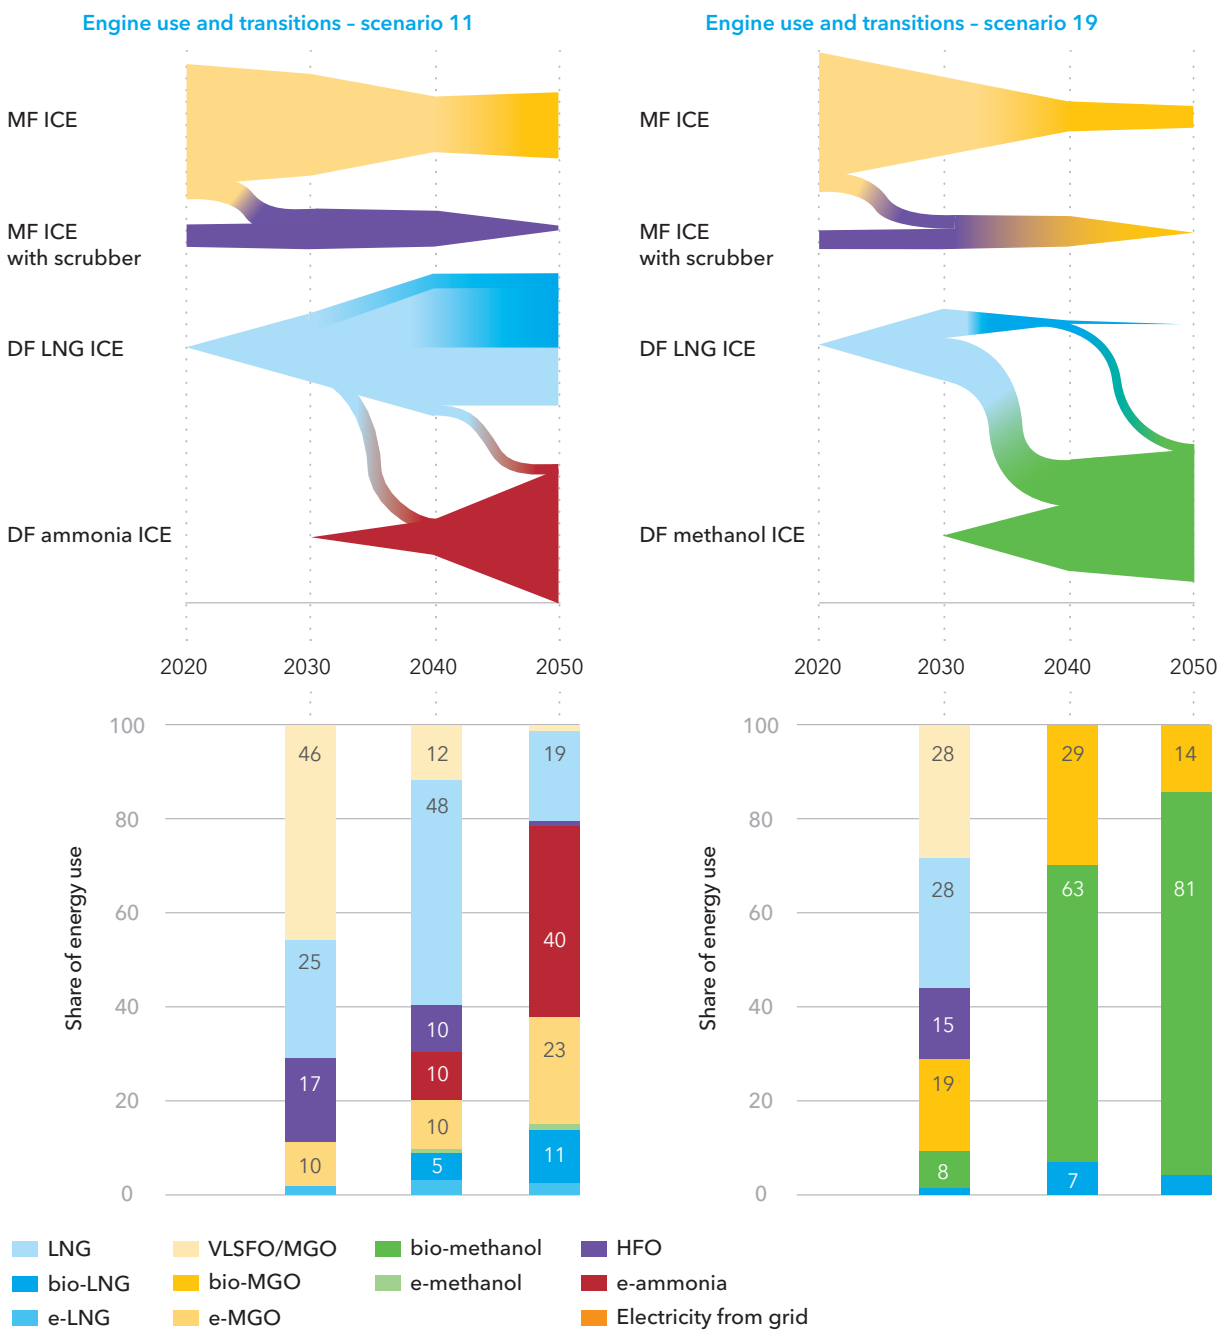 Engine use and transitions – scenario 11
MF ICE
MF ICE
with scrubber
DF LNG ICE
DF ammonia ICE
2020 2030 2040 2050
Engine use and transitions – scenario 19
MF ICE
MF ICE
with scrubber
DF LNG ICE
DF methanol ICE
2020 2030 2040 2050
Share of energy use
100
80
60
40
20
0
46
25
17
10
12
48
10
10
10
5
19
40
23
11
Share of energy use
100
80
60
40
20
0
28
28
15
19
8
29
63
7
14
81
LNG
bio-LNG
e-LNG
VLSFO/MGO
bio-MGO
e-MGO
bio-methanol
e-methanol
HFO
e-ammonia
Electricity from grid